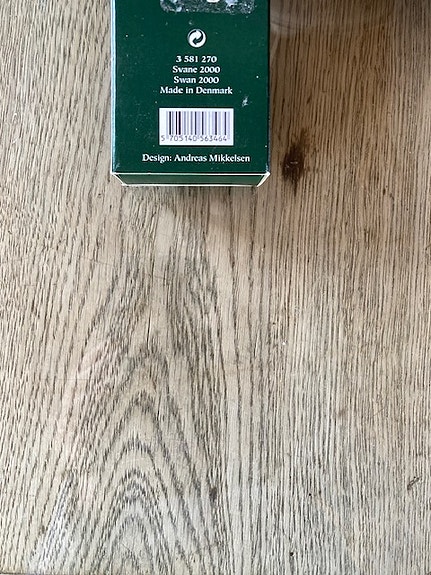 3 581 270
Svane 2000
Swan 2000
Made in Denmark
5 705140 563464
Design: Andreas Mikkelsen